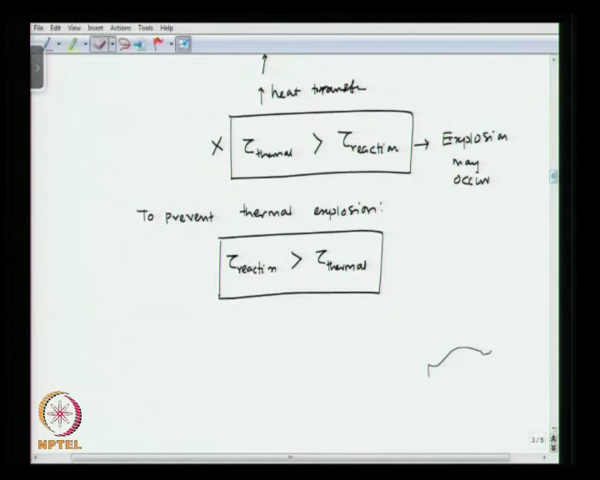 File Edit View Insert Actions Tools Help
↑
↑ heat transfer
X τthermal > τreaction → Explosion
may
occur
To prevent thermal explosion:
τreaction > τthermal
NPTEL